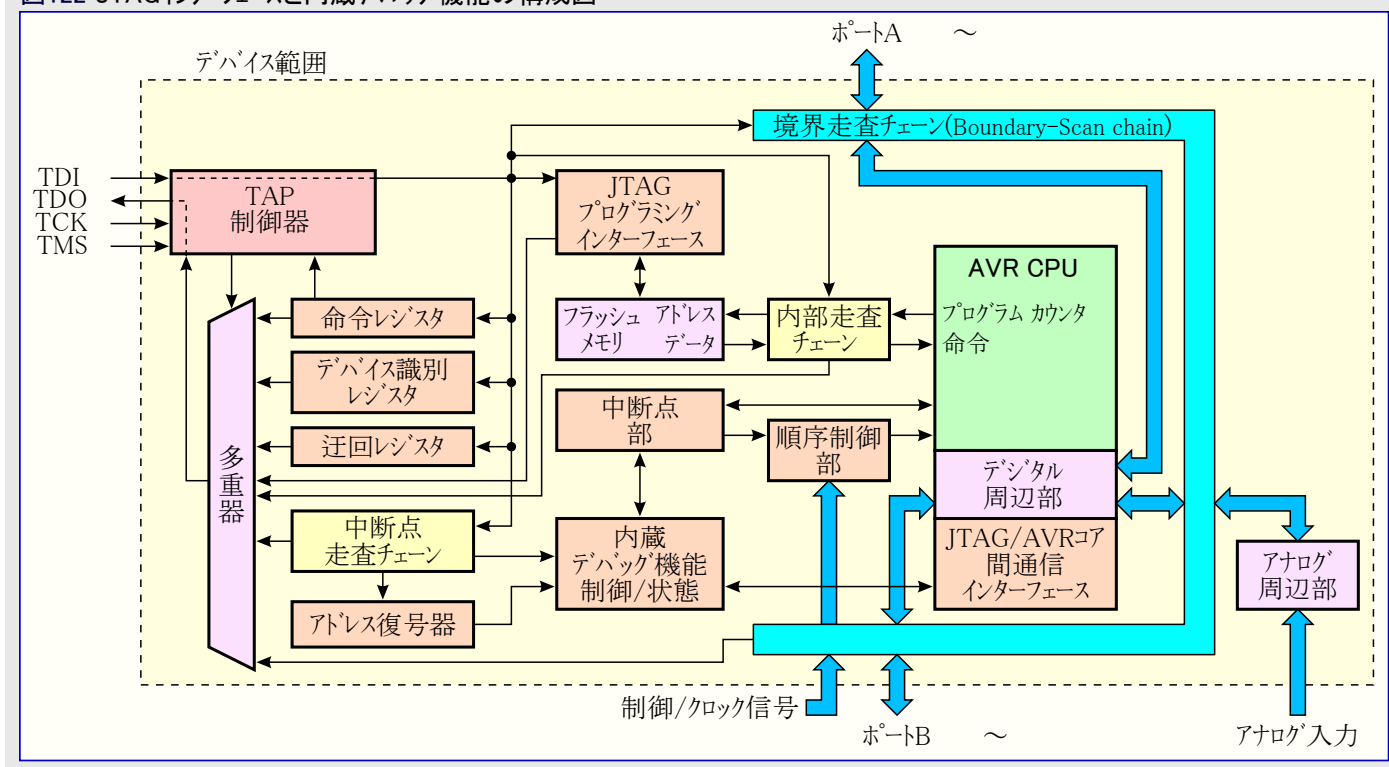 図122 JTAGインターフェースと内蔵デバッグ機能の構成図
ポートA ～
デバイス範囲
境界走査チェーン(Boundary-Scan chain)
TDI
TDO
TCK
TMS
TAP
制御器
JTAG
プログラミング
インターフェース
AVR CPU
命令レジスタ
フラッシュ アドレス
メモリ データ
内部走査
チェーン
プログラム カウンタ
命令
デバイス識別
レジスタ
中断点
部
順序制御
部
迂回レジスタ
多重器
デジタル
周辺部
中断点
走査チェーン
内蔵
デバッグ機能
制御/状態
JTAG/AVRコア
間通信
インターフェース
アナログ
周辺部
アドレス復号器
制御/クロック信号
ポートB ～
アナログ入力